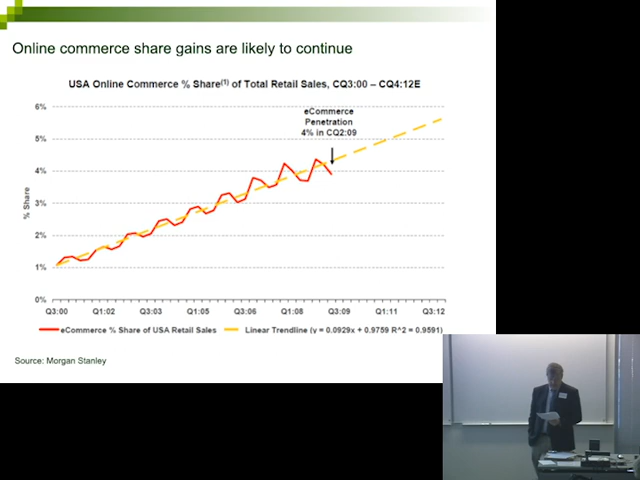 Online commerce share gains are likely to continue
USA Online Commerce % Share(1) of Total Retail Sales, CQ3:00 – CQ4:12E
6%
5%
4%
3%
2%
1%
0%
% Share
eCommerce
Penetration
4% in CQ2:09
Q3:00 Q1:02 Q3:03 Q1:05 Q3:06 Q1:08 Q3:09 Q1:11 Q3:12
eCommerce % Share of USA Retail Sales Linear Trendline (y = 0.0929x + 0.9759 R^2 = 0.9591)
Source: Morgan Stanley